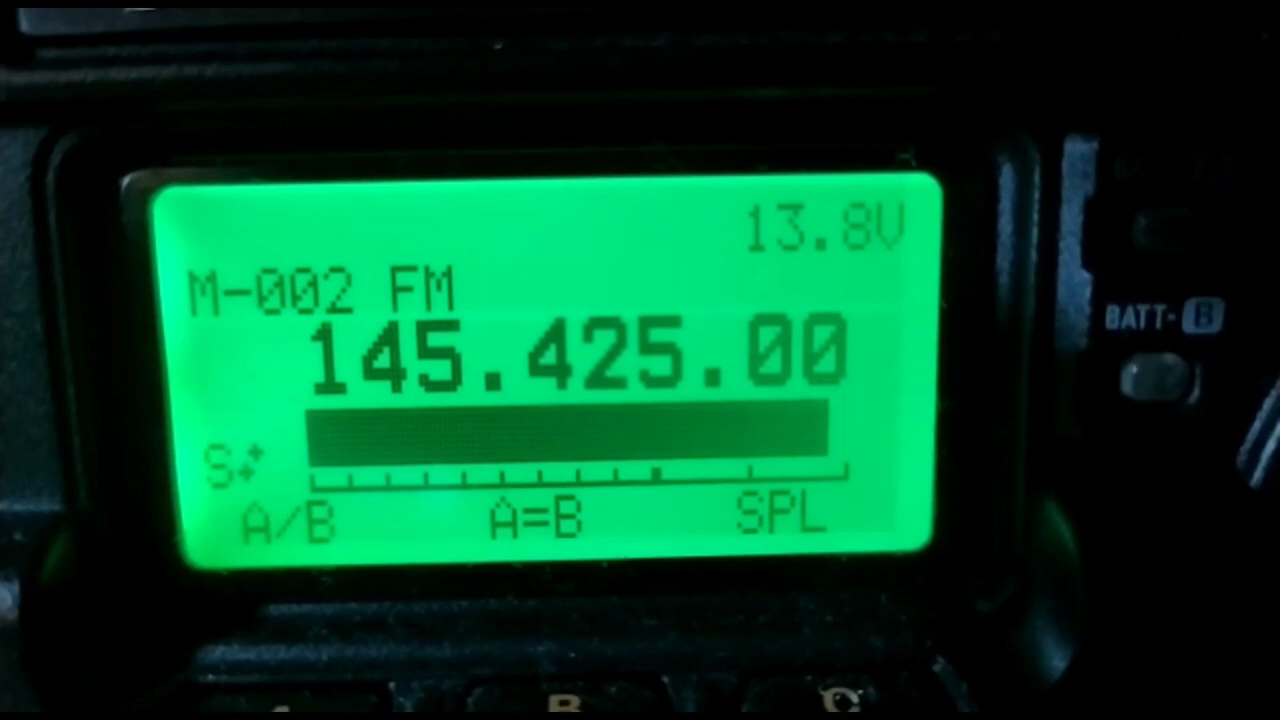 13.8V
M-002 FM
145.425.00
S
A/B A=B SPL
BATT-B
B C